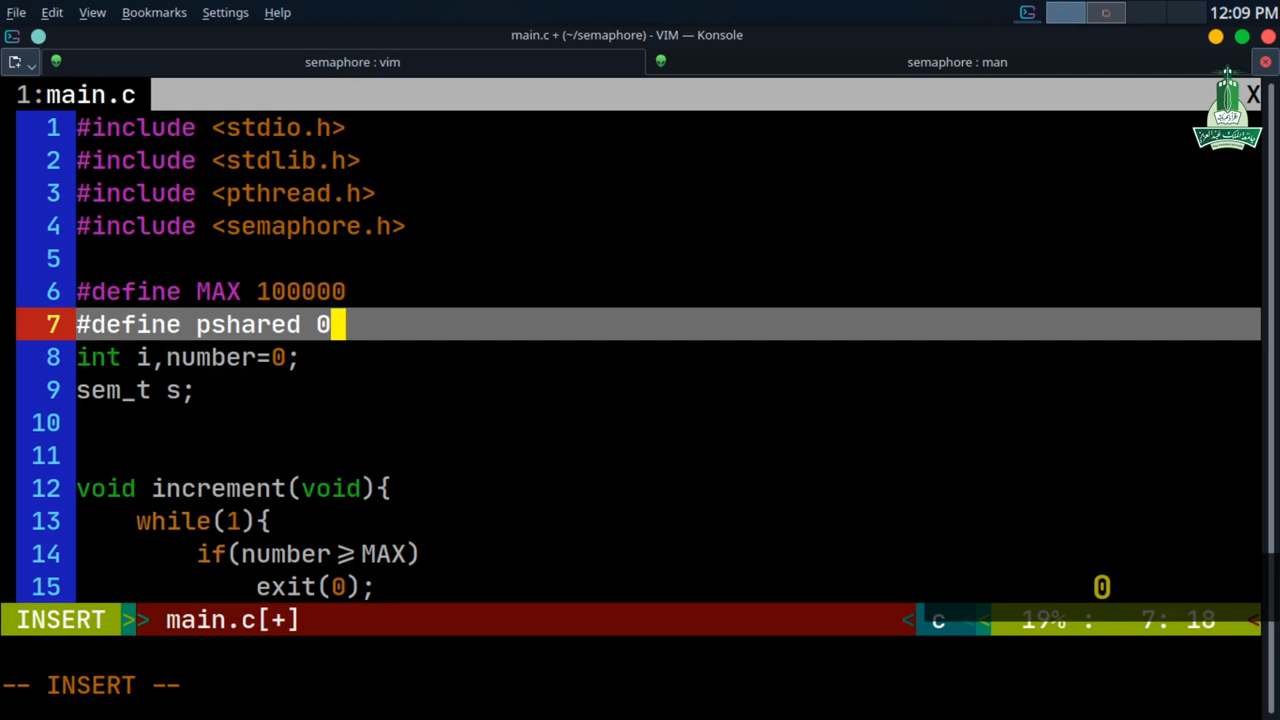 File Edit View Bookmarks Settings Help 12:09 PM
main.c + (~/semaphore) - VIM — Konsole
semaphore : vim semaphore : man
1:main.c X
1 #include <stdio.h>
2 #include <stdlib.h>
3 #include <pthread.h>
4 #include <semaphore.h>
5
6 #define MAX 100000
7 #define pshared 0
8 int i,number=0;
9 sem_t s;
10
11
12 void increment(void){
13 while(1){
14 if(number⩾MAX)
15 exit(0);
0
INSERT >> main.c[+] < c < 19% : 7: 18 <
-- INSERT --